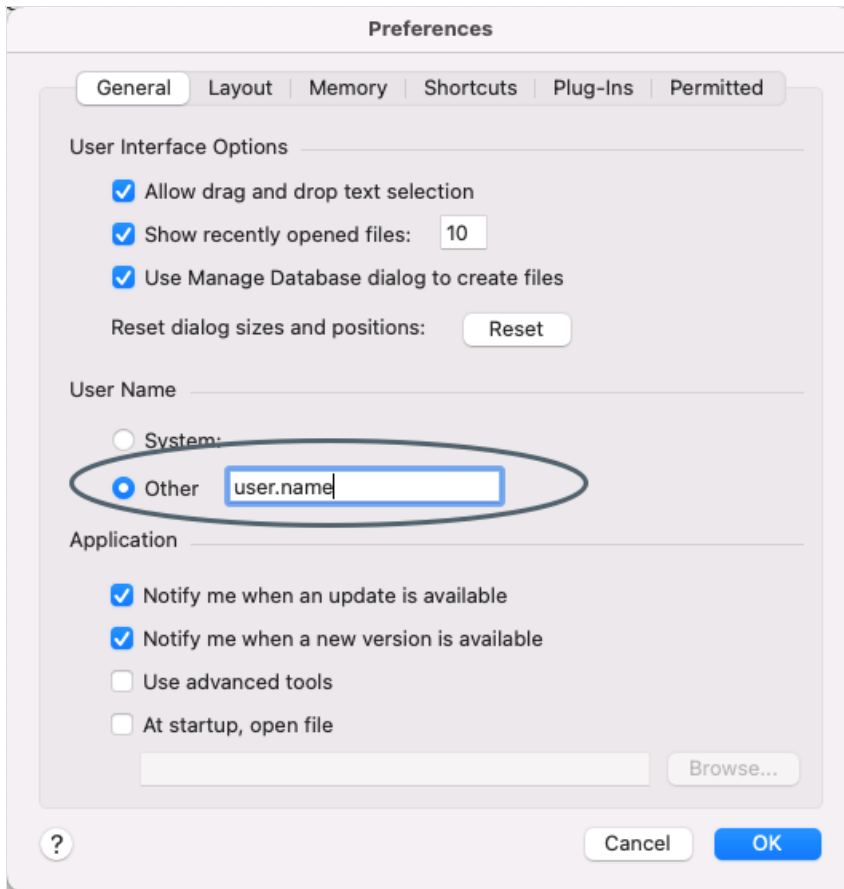 Preferences
General Layout Memory Shortcuts Plug-Ins Permitted
User Interface Options
Allow drag and drop text selection
Show recently opened files: 10
Use Manage Database dialog to create files
Reset dialog sizes and positions: Reset
User Name
System:
Other user.name
Application
Notify me when an update is available
Notify me when a new version is available
Use advanced tools
At startup, open file
Browse...
? Cancel OK